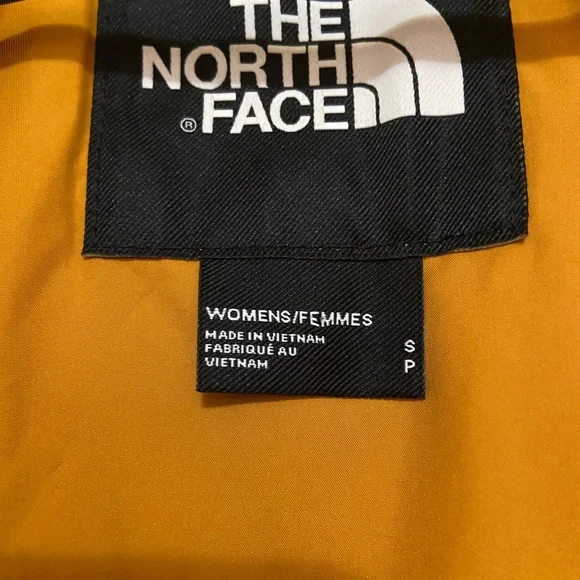 THE
NORTH
® FACE
WOMENS/FEMMES
MADE IN VIETNAM S
FABRIQUÉ AU P
VIETNAM